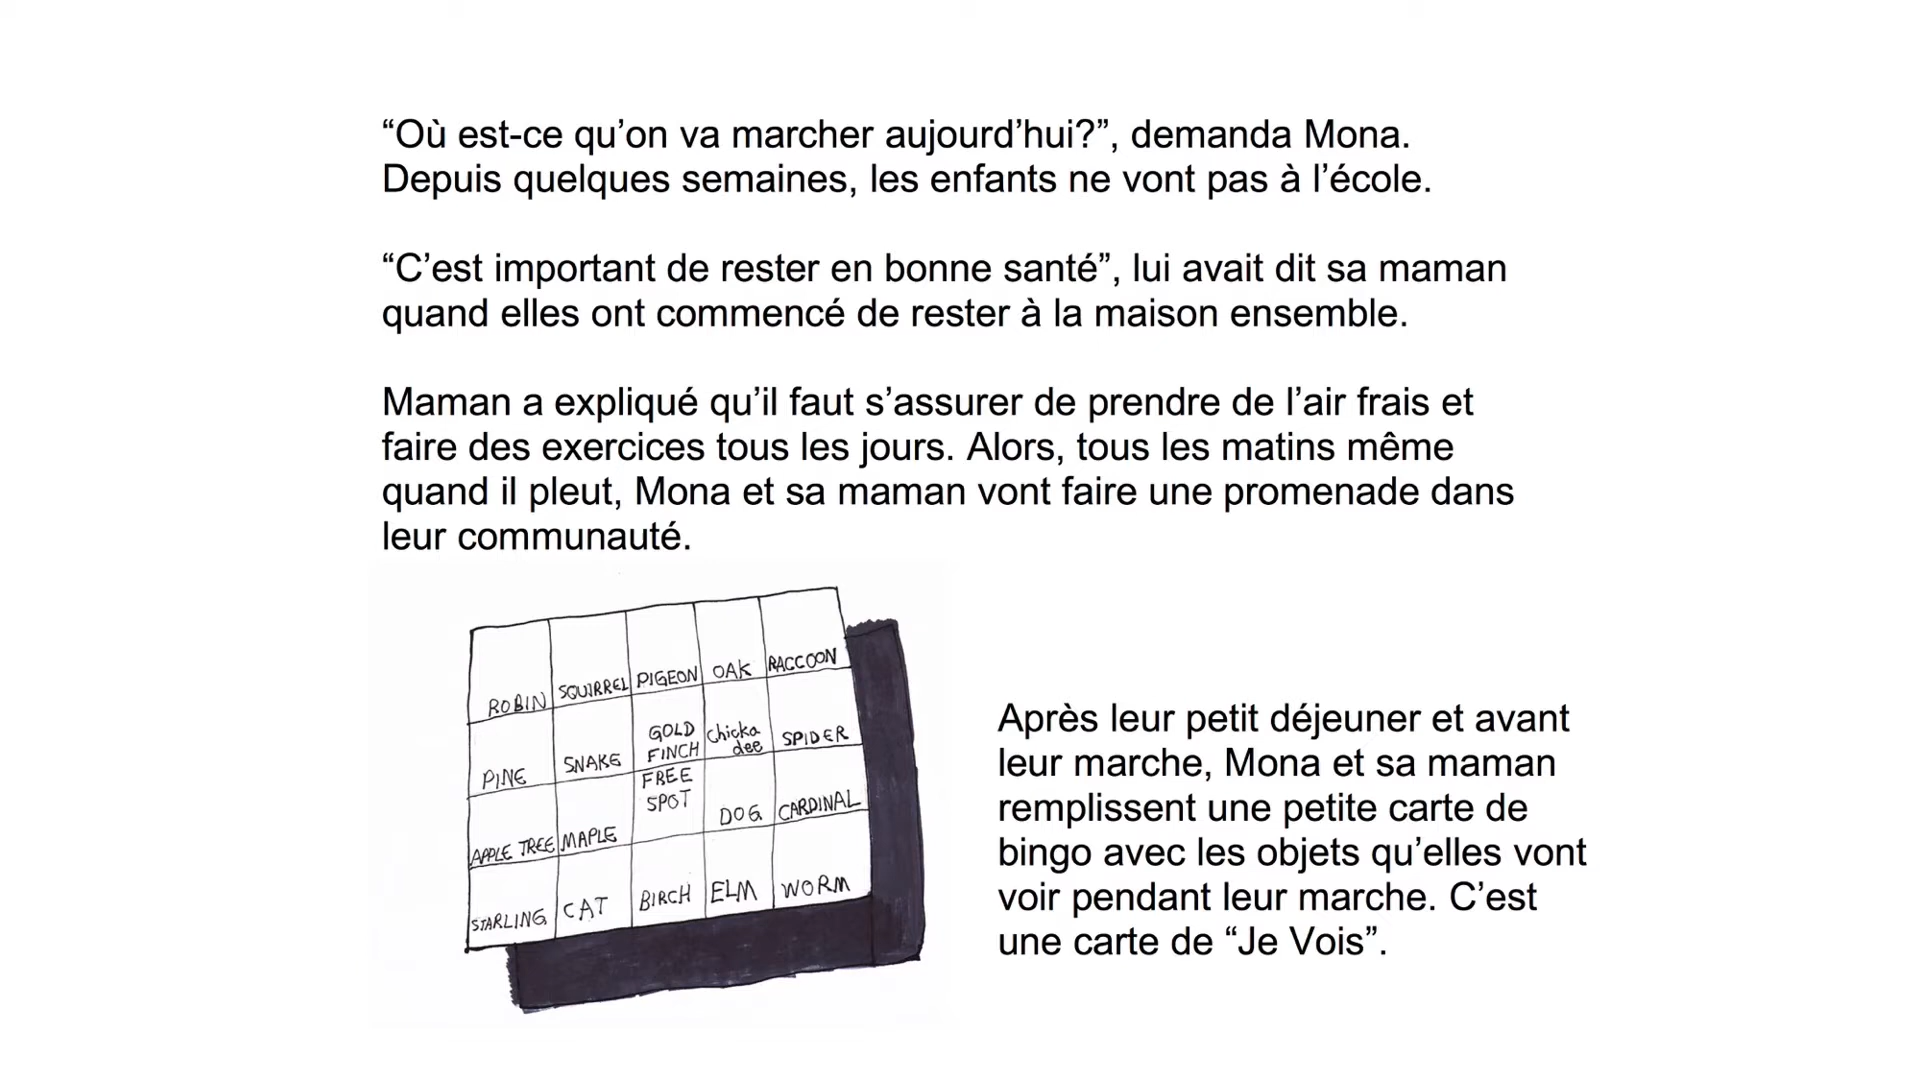 “Où est-ce qu’on va marcher aujourd’hui?”, demanda Mona.
Depuis quelques semaines, les enfants ne vont pas à l’école.
“C’est important de rester en bonne santé”, lui avait dit sa maman
quand elles ont commencé de rester à la maison ensemble.
Maman a expliqué qu’il faut s’assurer de prendre de l’air frais et
faire des exercices tous les jours. Alors, tous les matins même
quand il pleut, Mona et sa maman vont faire une promenade dans
leur communauté.
ROBIN SQUIRREL PIGEON OAK RACCOON
PINE SNAKE GOLD FINCH Chicka dee SPIDER
APPLE TREE MAPLE FREE SPOT DOG CARDINAL
STARLING CAT BIRCH ELM WORM
Après leur petit déjeuner et avant
leur marche, Mona et sa maman
remplissent une petite carte de
bingo avec les objets qu’elles vont
voir pendant leur marche. C’est
une carte de “Je Vois”.